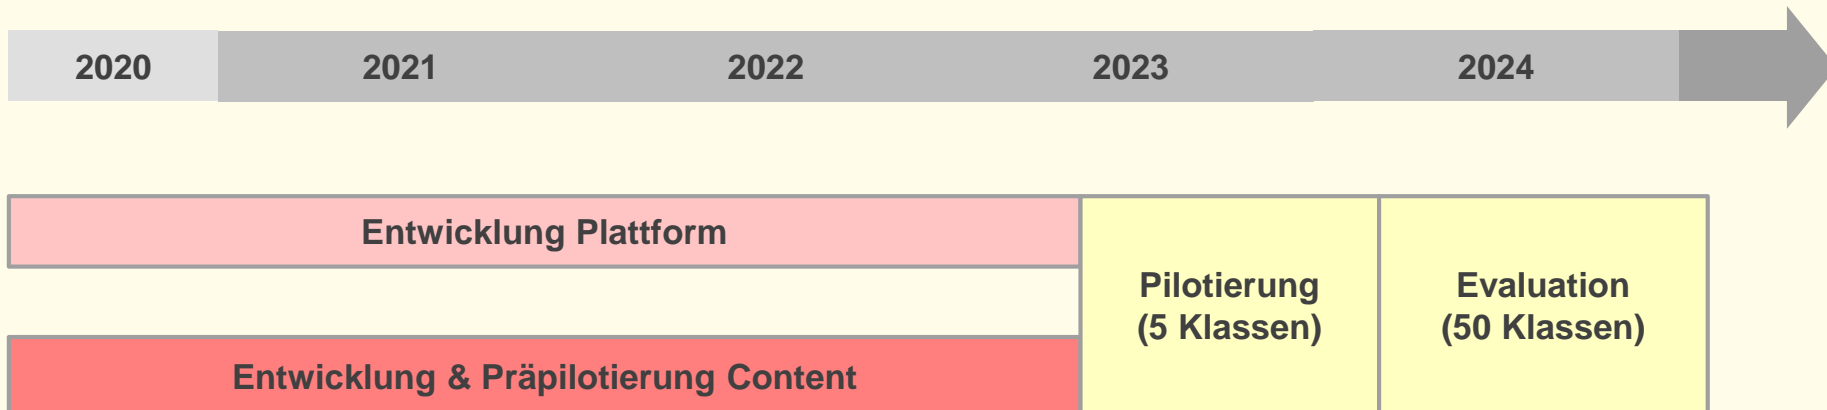 2020 2021 2022 2023 2024
Entwicklung Plattform
Entwicklung & Präpilotierung Content
Pilotierung
(5 Klassen)
Evaluation
(50 Klassen)